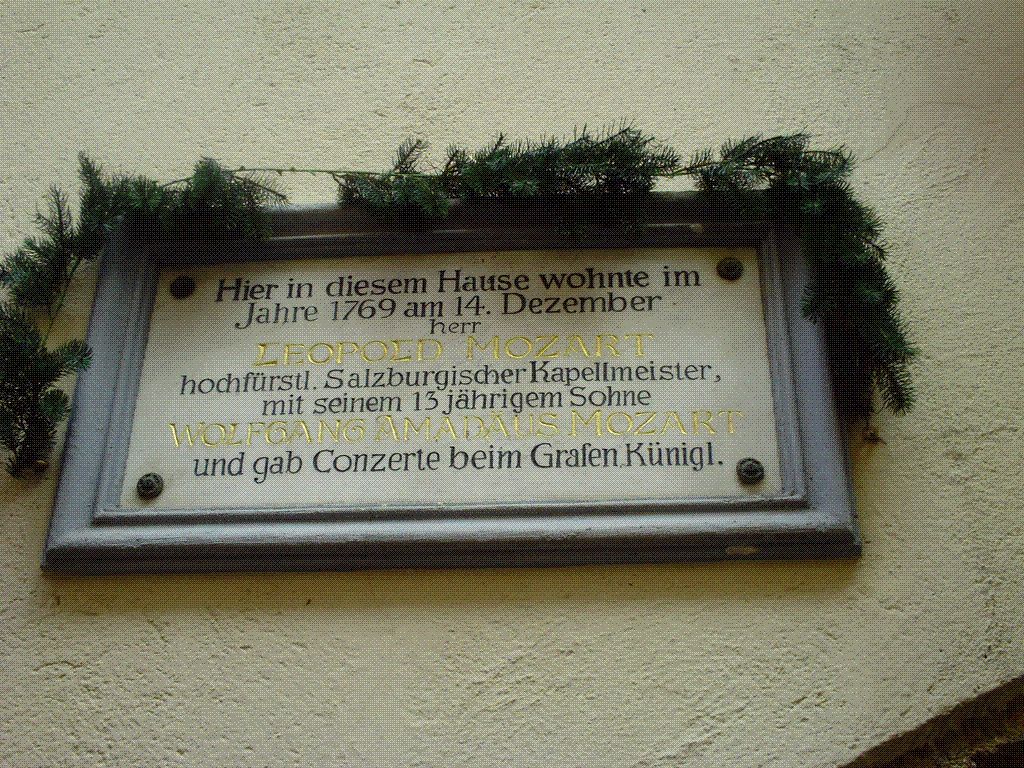 Hier in diesem Hause wohnte im
Jahre 1769 am 14. Dezember
herr
LEOPOLD MOZART
hochfürstl. Salzburgischer Kapellmeister,
mit seinem 13 jährigem Sohne
WOLFGANG AMADÄUS MOZART
und gab Conzerte beim Grafen Künigl.